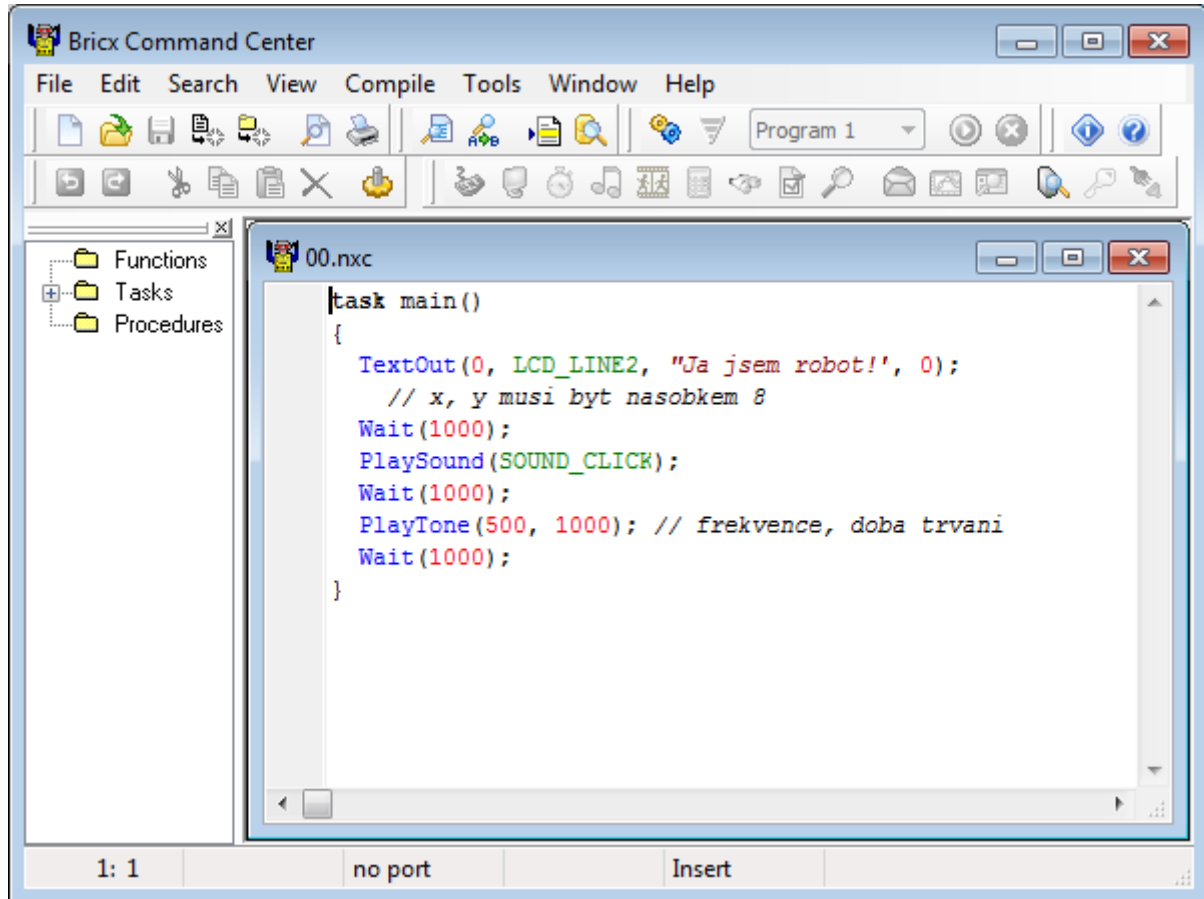 Bricx Command Center
File Edit Search View Compile Tools Window Help
Program 1
Functions
Tasks
Procedures
00.nxc
task main()
{
TextOut(0, LCD_LINE2, "Ja jsem robot!', 0);
// x, y musi byt nasobkem 8
Wait(1000);
PlaySound(SOUND_CLICK);
Wait(1000);
PlayTone(500, 1000); // frekvence, doba trvani
Wait(1000);
}
1: 1 no port Insert